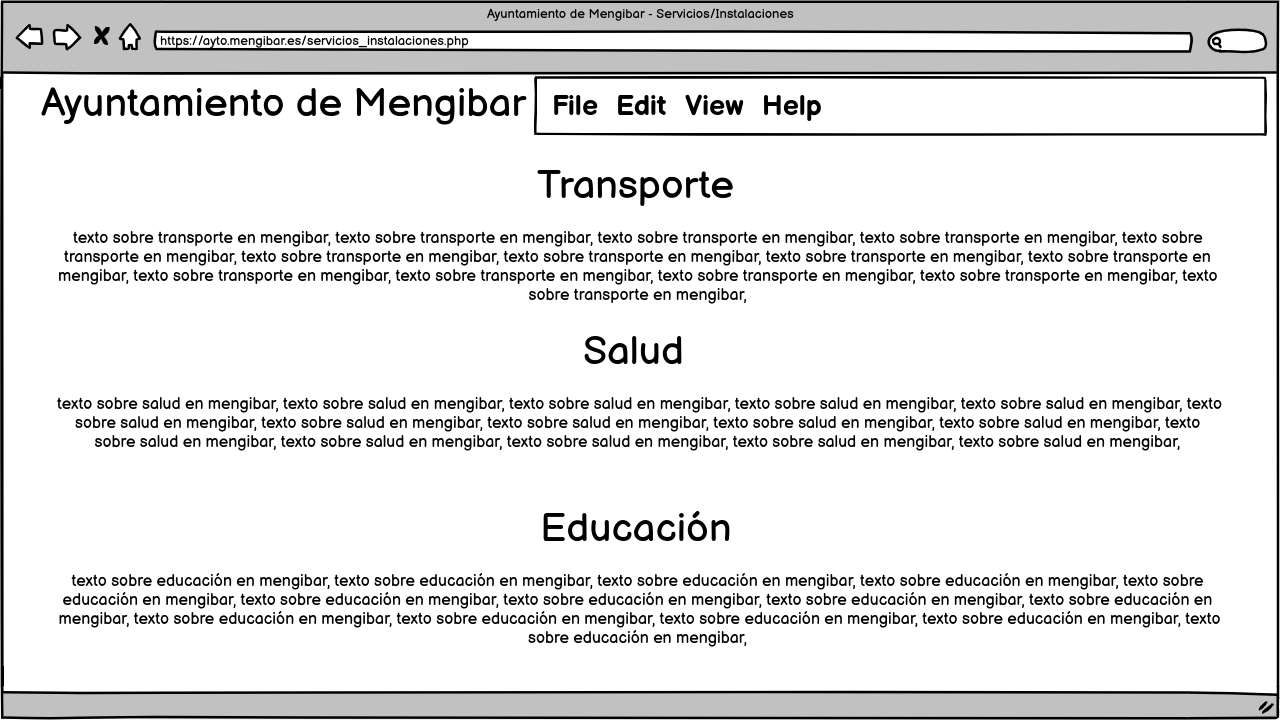 Ayuntamiento de Mengibar - Servicios/Instalaciones
https://ayto.mengibar.es/servicios_instalaciones.php
Ayuntamiento de Mengibar File Edit View Help
Transporte
texto sobre transporte en mengibar, texto sobre transporte en mengibar, texto sobre transporte en mengibar, texto sobre transporte en mengibar, texto sobre
transporte en mengibar, texto sobre transporte en mengibar, texto sobre transporte en mengibar, texto sobre transporte en mengibar, texto sobre transporte en
mengibar, texto sobre transporte en mengibar, texto sobre transporte en mengibar, texto sobre transporte en mengibar, texto sobre transporte en mengibar, texto
sobre transporte en mengibar,
Salud
texto sobre salud en mengibar, texto sobre salud en mengibar, texto sobre salud en mengibar, texto sobre salud en mengibar, texto sobre salud en mengibar, texto
sobre salud en mengibar, texto sobre salud en mengibar, texto sobre salud en mengibar, texto sobre salud en mengibar, texto sobre salud en mengibar, texto
sobre salud en mengibar, texto sobre salud en mengibar, texto sobre salud en mengibar, texto sobre salud en mengibar, texto sobre salud en mengibar,
Educación
texto sobre educación en mengibar, texto sobre educación en mengibar, texto sobre educación en mengibar, texto sobre educación en mengibar, texto sobre
educación en mengibar, texto sobre educación en mengibar, texto sobre educación en mengibar, texto sobre educación en mengibar, texto sobre educación en
mengibar, texto sobre educación en mengibar, texto sobre educación en mengibar, texto sobre educación en mengibar, texto sobre educación en mengibar, texto
sobre educación en mengibar,